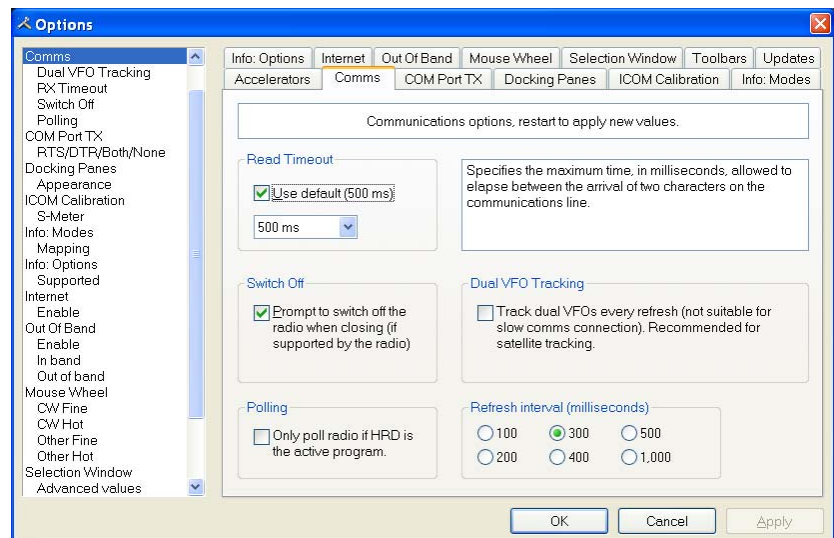 Options
Comms
Dual VFO Tracking
RX Timeout
Switch Off
Polling
COM Port TX
RTS/DTR/Both/None
Docking Panes
Appearance
ICOM Calibration
S-Meter
Info: Modes
Mapping
Info: Options
Supported
Internet
Enable
Out Of Band
Enable
In band
Out of band
Mouse Wheel
CW Fine
CW Hot
Other Fine
Other Hot
Selection Window
Advanced values
Info: Options Internet Out Of Band Mouse Wheel Selection Window Toolbars Updates
Accelerators Comms COM Port TX Docking Panes ICOM Calibration Info: Modes
Communications options, restart to apply new values.
Read Timeout
Use default (500 ms)
500 ms
Specifies the maximum time, in milliseconds, allowed to
elapse between the arrival of two characters on the
communications line.
Switch Off
Prompt to switch off the
radio when closing (if
supported by the radio)
Dual VFO Tracking
Track dual VFOs every refresh (not suitable for
slow comms connection). Recommended for
satellite tracking.
Polling
Only poll radio if HRD is
the active program.
Refresh interval (milliseconds)
100 300 500
200 400 1,000
OK Cancel Apply